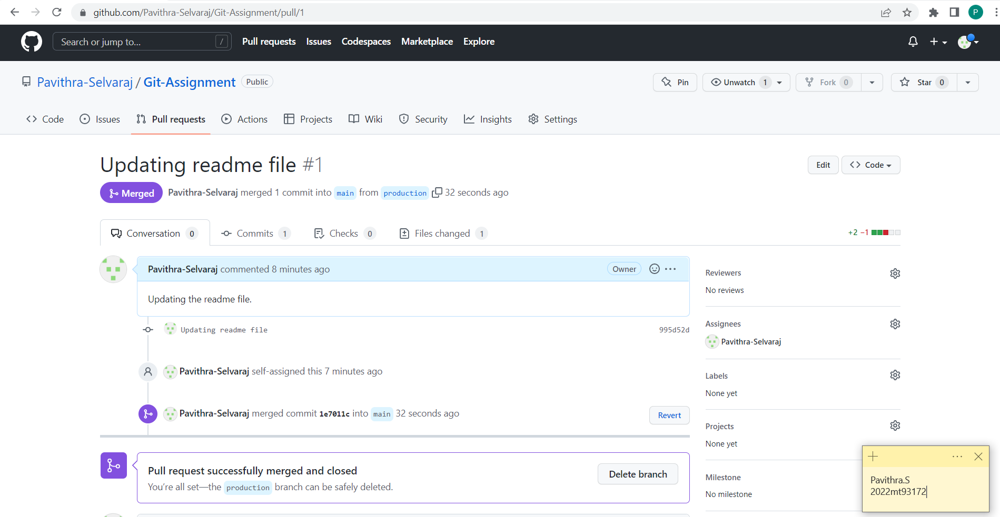 github.com/Pavithra-Selvaraj/Git-Assignment/pull/1
P
Search or jump to... /
Pull requests Issues Codespaces Marketplace Explore
Pavithra-Selvaraj / Git-Assignment Public
Pin Unwatch 1 Fork 0 Star 0
Code Issues Pull requests Actions Projects Wiki Security Insights Settings
Updating readme file #1
Edit Code
Merged Pavithra-Selvaraj merged 1 commit into main from production 32 seconds ago
Conversation 0 Commits 1 Checks 0 Files changed 1
+2 −1
Pavithra-Selvaraj commented 8 minutes ago Owner
Updating the readme file.
Updating readme file 995d52d
Pavithra-Selvaraj self-assigned this 7 minutes ago
Pavithra-Selvaraj merged commit 1e7011c into main 32 seconds ago
Revert
Pull request successfully merged and closed
You’re all set—the production branch can be safely deleted.
Delete branch
Reviewers
No reviews
Assignees
Pavithra-Selvaraj
Labels
None yet
Projects
None yet
Milestone
No milestone
Pavithra.S
2022mt93172